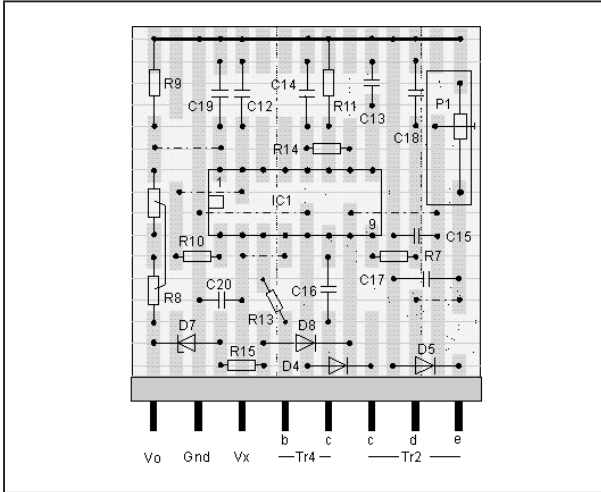 R9
C19
C12
C14
R11
C13
C18
P1
R14
1
IC1
9
C15
R10
R7
C17
C20
R8
R13
C16
D7
D8
D5
R15
D4
b c c d e
Vo Gnd Vx Tr4 Tr2